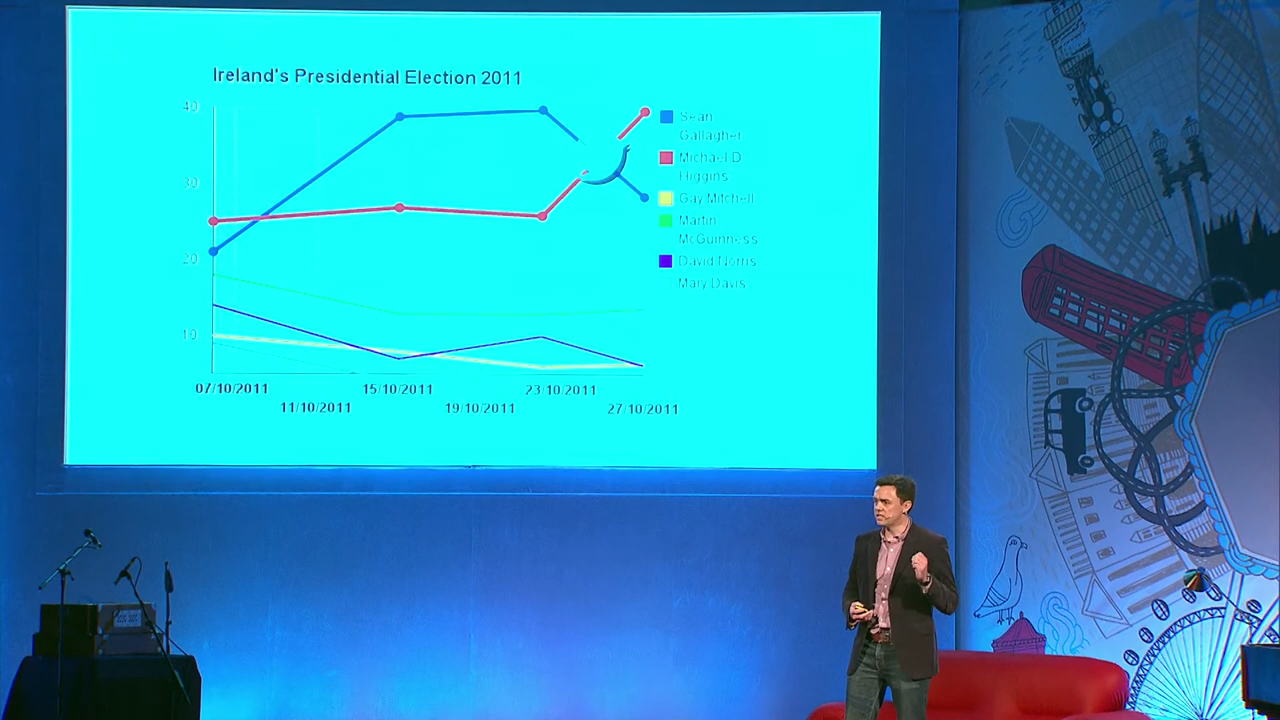 Ireland's Presidential Election 2011
40
30
20
10
Sean
Gallagher
Michael D
Higgins
Gay Mitchell
Martin
McGuinness
David Norris
Mary Davis
07/10/2011
15/10/2011
23/10/2011
11/10/2011
19/10/2011
27/10/2011